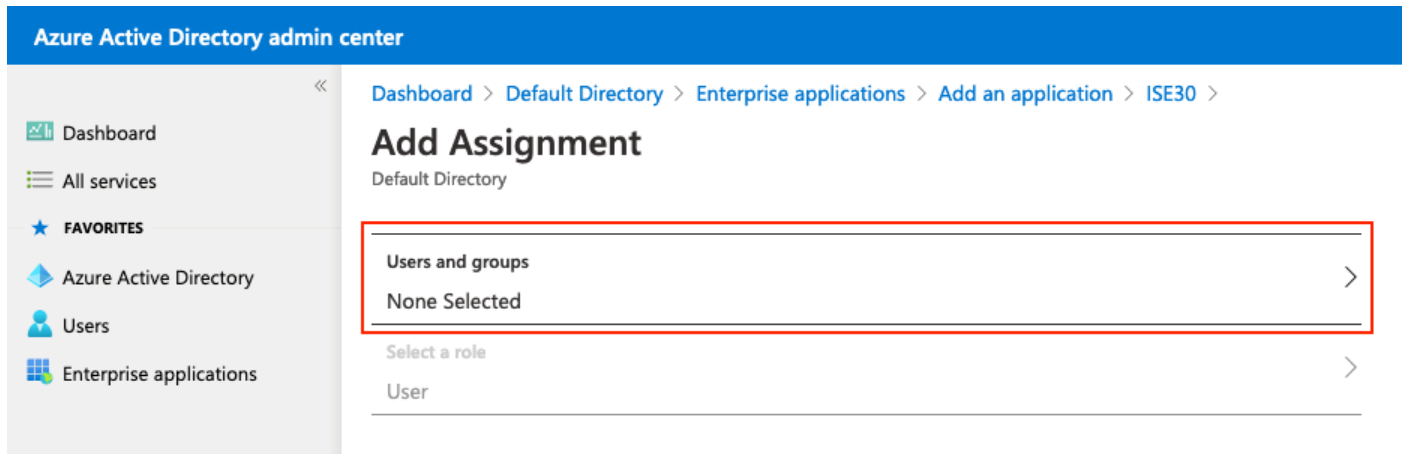 Azure Active Directory admin center
«
Dashboard > Default Directory > Enterprise applications > Add an application > ISE30 >
Add Assignment
Default Directory
Dashboard
All services
FAVORITES
Azure Active Directory
Users
Enterprise applications
Users and groups
None Selected
Select a role
User